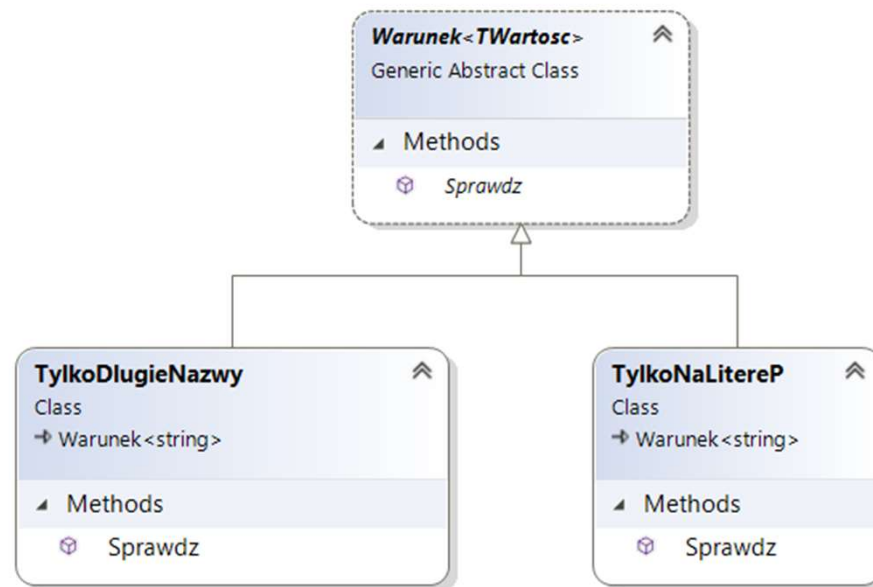 Warunek<TWartosc>
Generic Abstract Class
Methods
Sprawdz
TylkoDlugieNazwy
Class
Warunek<string>
Methods
Sprawdz
TylkoNaLitereP
Class
Warunek<string>
Methods
Sprawdz